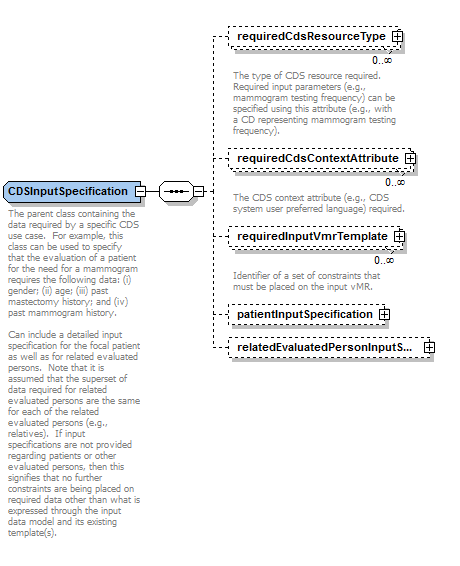 requiredCdsResourceType
0..∞
The type of CDS resource required.
Required input parameters (e.g.,
mammogram testing frequency) can be
specified using this attribute (e.g., with
a CD representing mammogram testing
frequency).
requiredCdsContextAttribute
0..∞
The CDS context attribute (e.g., CDS
system user preferred language) required.
requiredInputVmrTemplate
0..∞
Identifier of a set of constraints that
must be placed on the input vMR.
patientInputSpecification
relatedEvaluatedPersonInputS...
CDSInputSpecification
The parent class containing the
data required by a specific CDS
use case.  For example, this
class can be used to specify
that the evaluation of a patient
for the need for a mammogram
requires the following data: (i)
gender; (ii) age; (iii) past
mastectomy history; and (iv)
past mammogram history.
Can include a detailed input
specification for the focal patient
as well as for related evaluated
persons.  Note that it is
assumed that the superset of
data required for related
evaluated persons are the same
for each of the related
evaluated persons (e.g.,
relatives).  If input
specifications are not provided
regarding patients or other
evaluated persons, then this
signifies that no further
constraints are being placed on
required data other than what is
expressed through the input
data model and its existing
template(s).